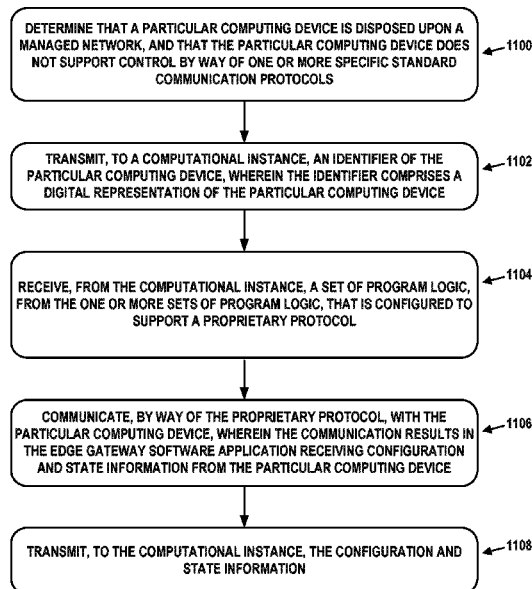 DETERMINE THAT A PARTICULAR COMPUTING DEVICE IS DISPOSED UPON A
MANAGED NETWORK, AND THAT THE PARTICULAR COMPUTING DEVICE DOES
NOT SUPPORT CONTROL BY WAY OF ONE OR MORE SPECIFIC STANDARD
COMMUNICATION PROTOCOLS
1100
TRANSMIT, TO A COMPUTATIONAL INSTANCE, AN IDENTIFIER OF THE
PARTICULAR COMPUTING DEVICE, WHEREIN THE IDENTIFIER COMPRISES A
DIGITAL REPRESENTATION OF THE PARTICULAR COMPUTING DEVICE
1102
RECEIVE, FROM THE COMPUTATIONAL INSTANCE, A SET OF PROGRAM LOGIC,
FROM THE ONE OR MORE SETS OF PROGRAM LOGIC, THAT IS CONFIGURED TO
SUPPORT A PROPRIETARY PROTOCOL
1104
COMMUNICATE, BY WAY OF THE PROPRIETARY PROTOCOL, WITH THE
PARTICULAR COMPUTING DEVICE, WHEREIN THE COMMUNICATION RESULTS IN
THE EDGE GATEWAY SOFTWARE APPLICATION RECEIVING CONFIGURATION
AND STATE INFORMATION FROM THE PARTICULAR COMPUTING DEVICE
1106
TRANSMIT, TO THE COMPUTATIONAL INSTANCE, THE CONFIGURATION AND
STATE INFORMATION
1108